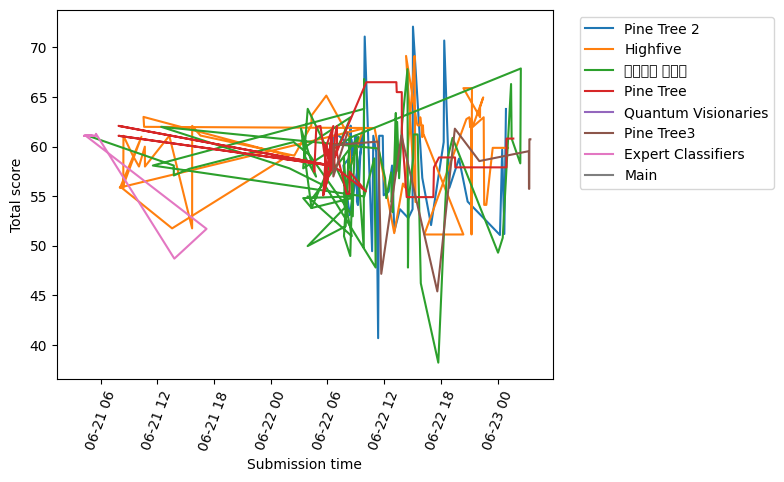 Total score
70
65
60
55
50
45
40
06-21 06
06-21 12
06-21 18
06-22 00
06-22 06
06-22 12
06-22 18
06-23 00
Submission time
Pine Tree 2
Highfive
Pine Tree
Quantum Visionaries
Pine Tree3
Expert Classifiers
Main